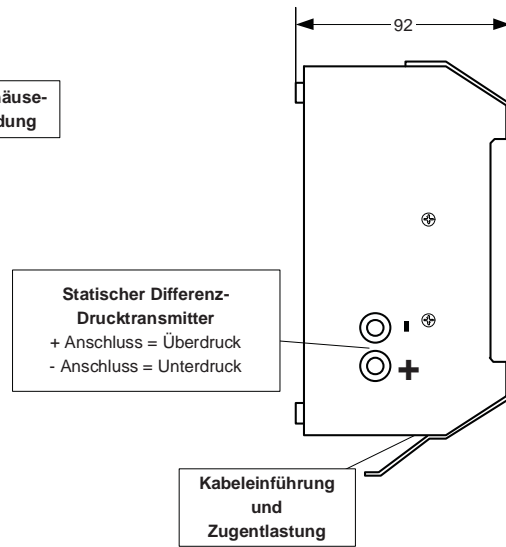 92
Statischer Differenz-
Drucktransmitter
+ Anschluss = Überdruck
- Anschluss = Unterdruck
-
+
Kabeleinführung
und
Zugentlastung